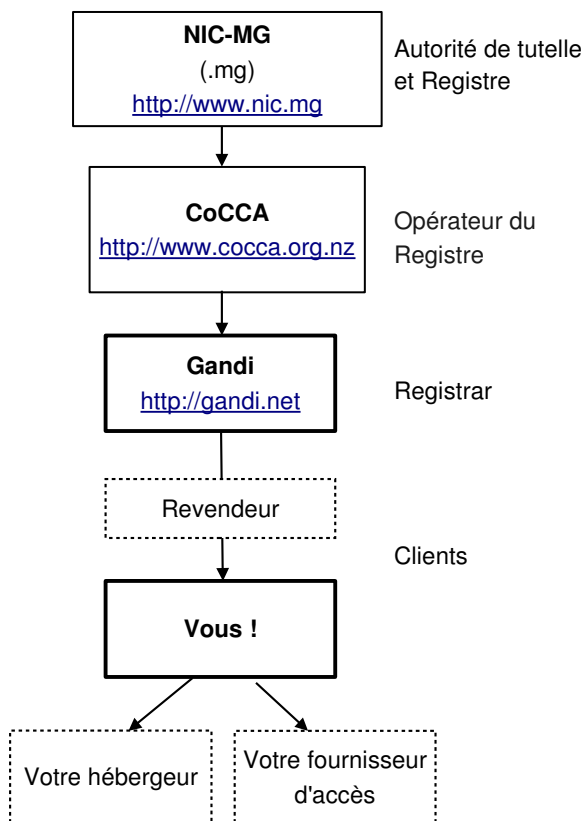 NIC-MG
(.mg)
http://www.nic.mg
Autorité de tutelle
et Registre
CoCCA
http://www.cocca.org.nz
Opérateur du
Registre
Gandi
http://gandi.net
Registrar
Revendeur
Clients
Vous !
Votre hébergeur
Votre fournisseur
d'accès